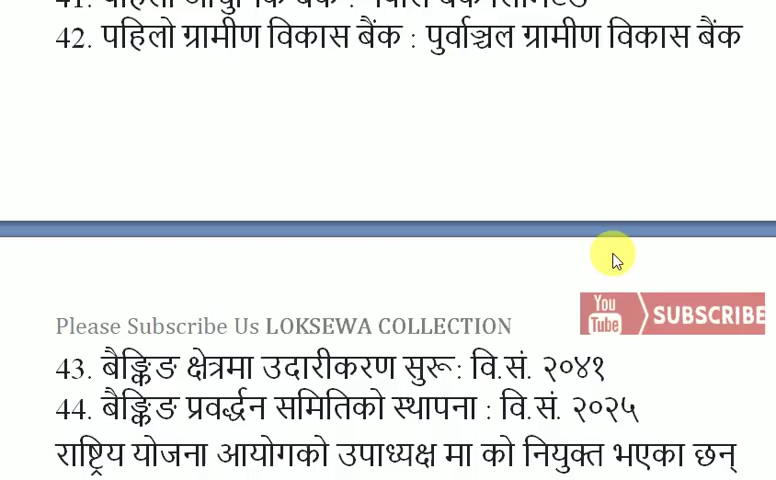 42. पहिलो ग्रामीण विकास बैंक : पुर्वाञ्चल ग्रामीण विकास बैंक
You Tube SUBSCRIBE
Please Subscribe Us LOKSEWA COLLECTION
43. बैङ्किङ क्षेत्रमा उदारीकरण सुरू: वि.सं. २०४१
44. बैङ्किङ प्रवर्द्धन समितिको स्थापना : वि.सं. २०२५
राष्ट्रिय योजना आयोगको उपाध्यक्ष मा को नियुक्त भएका छन्